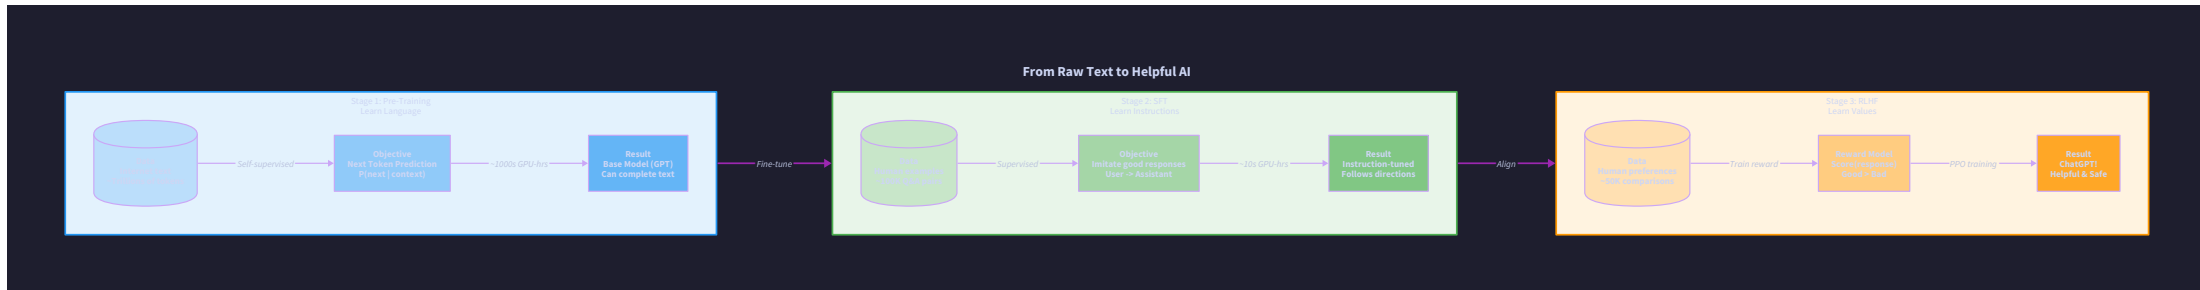 From Raw Text to Helpful AI
Stage 1: Pre-Training
Learn Language
Self-supervised
Objective
Next Token Prediction
P(next | context)
~1000s GPU-hrs
Result
Base Model (GPT)
Can complete text
Fine-tune
Stage 2: SFT
Learn Instructions
Data
Supervised
Objective
Imitate good responses
User -> Assistant
~10s GPU-hrs
Result
Instruction-tuned
Follows directions
Align
Stage 3: RLHF
Learn Values
Data
Human preferences
~50K comparisons
Train reward
PPO training
Result
ChatGPT!
Helpful & Safe